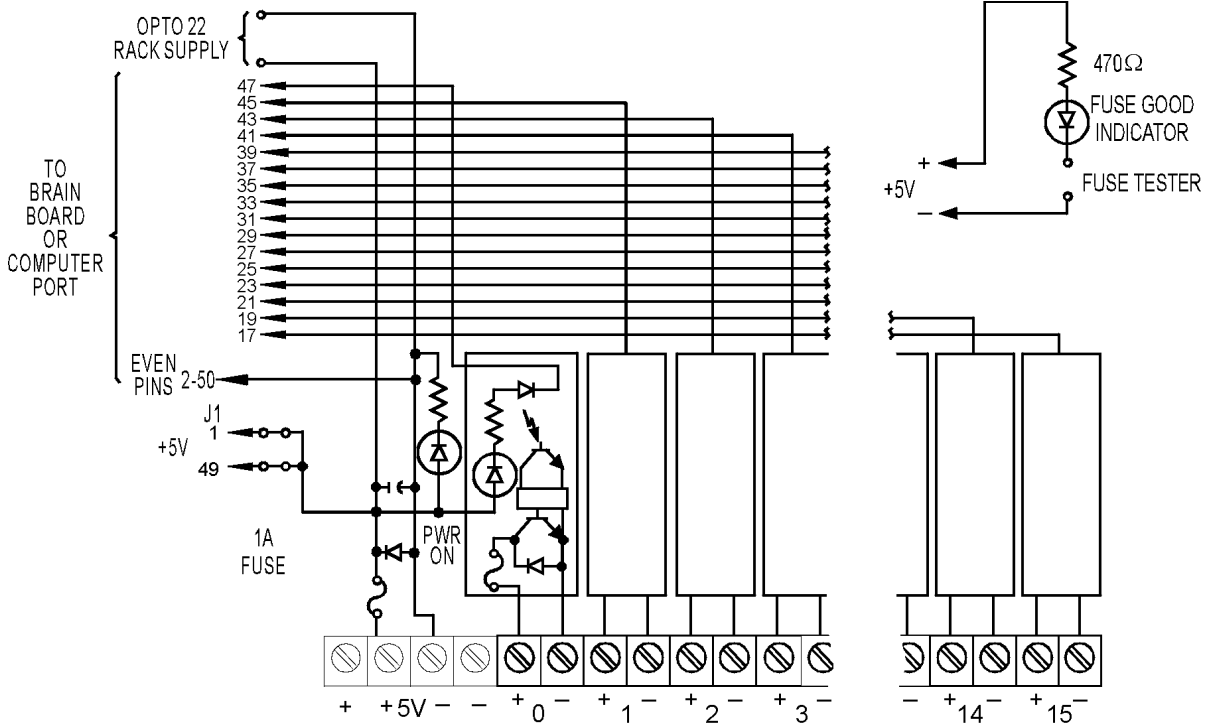 OPTO 22
RACK SUPPLY
47
45
43
41
39
37
35
33
31
29
27
25
23
21
19
17
TO
BRAIN
BOARD
OR
COMPUTER
PORT
EVEN
PINS 2-50
J1
1
+5V
49
1A
FUSE
PWR
ON
470Ω
FUSE GOOD
INDICATOR
+
+5V
−
FUSE TESTER
+ +5V − − + 0 − + 1 − + 2 − + 3 − + 14 − + 15 −